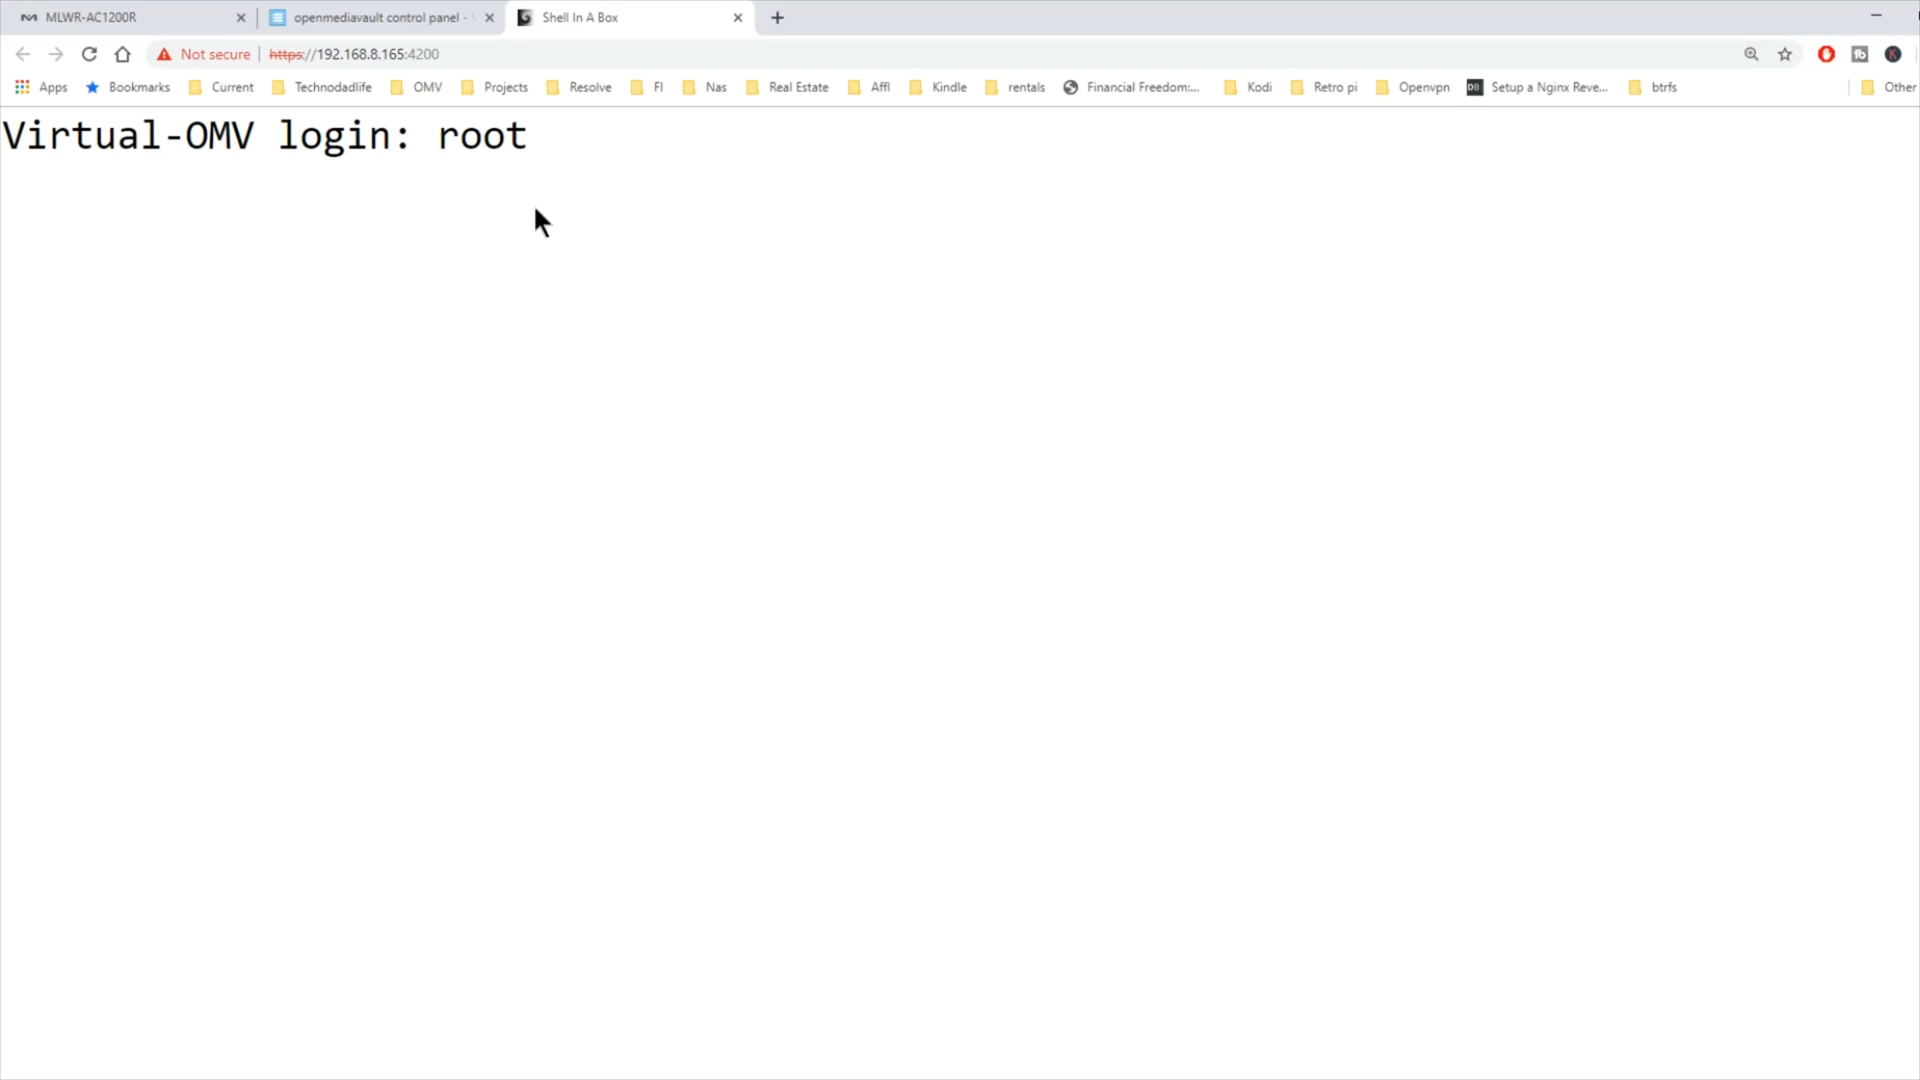 MLWR-AC1200R
openmediavault control panel -
Shell In A Box
Not secure | https://192.168.8.165:4200
Apps Bookmarks Current Technodadlife OMV Projects Resolve FI Nas Real Estate Affl Kindle rentals Financial Freedom:... Kodi Retro pi Openvpn DB Setup a Nginx Reve... btrfs Other
Virtual-OMV login: root